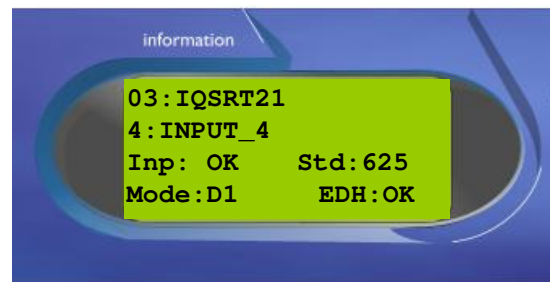 information
03:IQSRT21
4:INPUT_4
Inp: OK Std:625
Mode:D1 EDH:OK